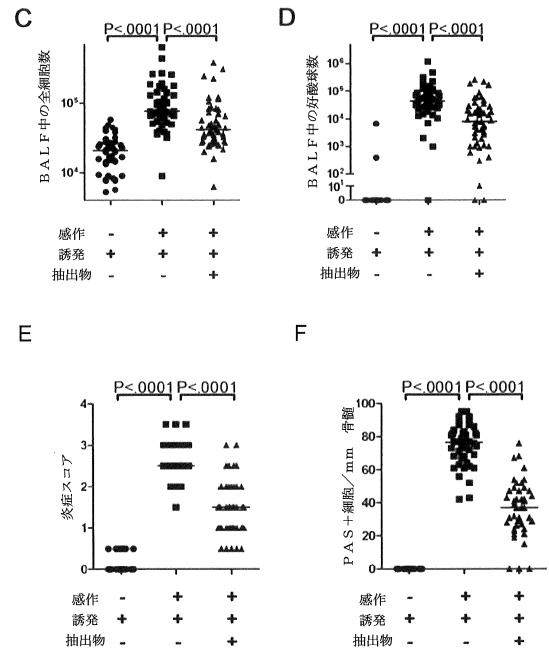 C
P<.0001 P<.0001
BALF中の全細胞数
10⁵
10⁴
感作 - + +
誘発 + + +
抽出物 - - +
D
P<.0001 P<.0001
BALF中の好酸球数
10⁶
10⁵
10⁴
10³
10²
10¹
0
感作 - + +
誘発 + + +
抽出物 - - +
E
P<.0001 P<.0001
炎症スコア
4
3
2
1
0
感作 - + +
誘発 + + +
抽出物 - - +
F
P<.0001 P<.0001
PAS+細胞/mm 骨髄
100
80
60
40
20
0
感作 - + +
誘発 + + +
抽出物 - - +